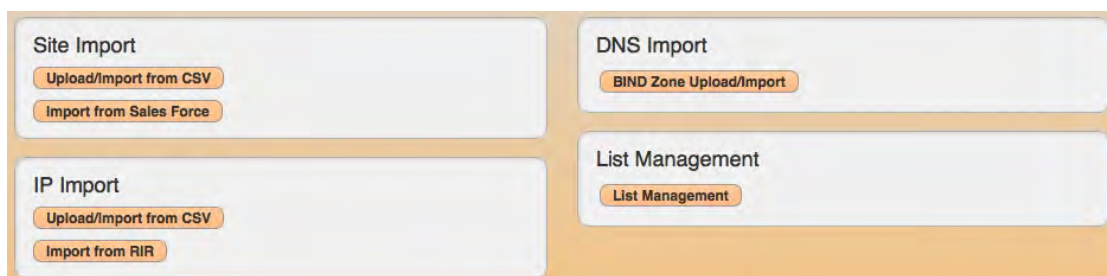 Site Import
Upload/Import from CSV
Import from Sales Force
IP Import
Upload/Import from CSV
Import from RIR
DNS Import
BIND Zone Upload/Import
List Management
List Management